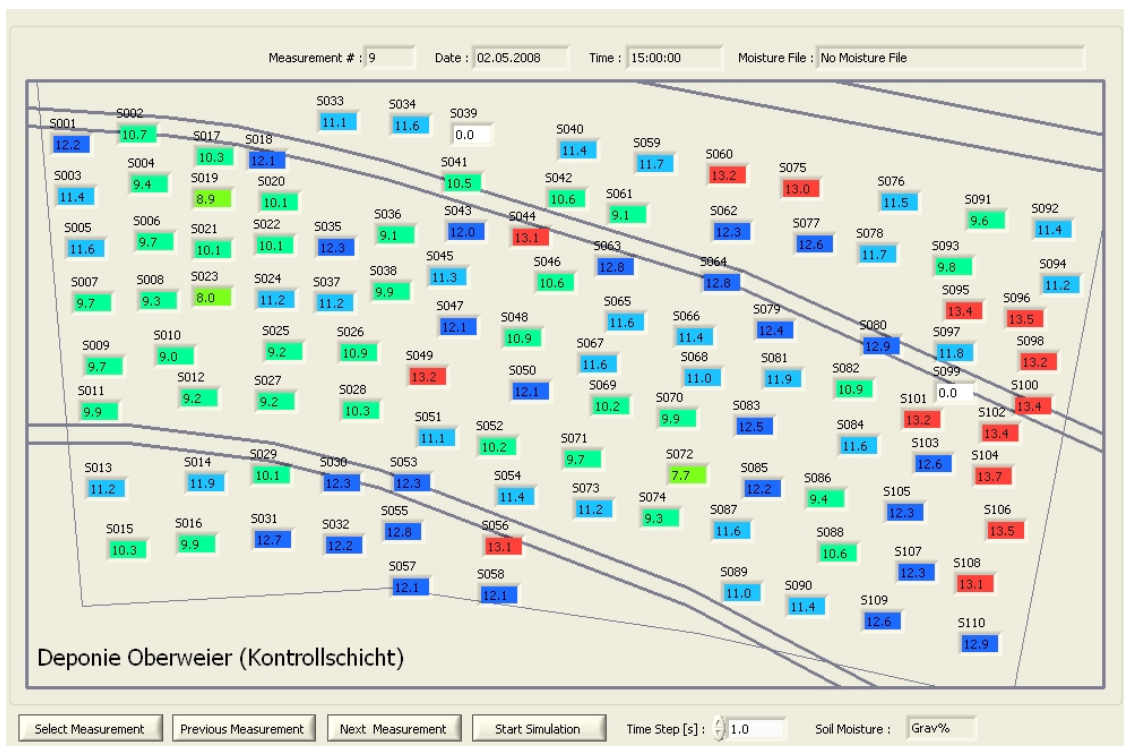 Measurement # : 9 Date : 02.05.2008 Time : 15:00:00 Moisture File : No Moisture File
S033 S034 S039
11.1 11.6 0.0
S001 S002 S017 S018 S040 S059 S060 S075
12.2 10.7 10.3 12.1 11.4 11.7 13.2 13.0
S003 S004 S019 S020 S041 S042 S061 S076 S091 S092
11.4 9.4 8.9 10.1 10.5 10.6 9.1 11.5 9.6 11.4
S005 S006 S021 S022 S035 S036 S043 S044 S062 S077 S078
11.6 9.7 10.1 10.1 12.3 9.1 12.0 13.1 12.3 12.6 11.7
S007 S008 S023 S024 S037 S038 S045 S046 S063 S064 S093 S094
9.7 9.3 8.0 11.2 11.2 9.9 11.3 10.6 12.8 12.8 9.8 11.2
S009 S010 S025 S026 S047 S048 S065 S066 S079 S080 S095 S096
9.7 9.0 9.2 10.9 12.1 10.9 11.6 11.4 12.4 12.9 13.4 13.5
S011 S012 S027 S028 S049 S050 S067 S068 S081 S082 S097 S098
9.9 9.2 9.2 10.3 13.2 12.1 11.6 11.0 11.9 10.9 11.8 13.2
S051 S052 S069 S070 S083 S084 S099 S100 S101 S102
11.1 10.2 10.2 9.9 12.5 11.6 0.0 13.4 13.2 13.4
S013 S014 S029 S030 S053 S054 S071 S072 S085 S086 S103 S104
11.2 11.9 10.1 12.3 12.3 11.4 9.7 7.7 12.2 9.4 12.6 13.7
S015 S016 S031 S032 S055 S056 S073 S074 S087 S088 S105 S106
10.3 9.9 12.7 12.2 12.8 13.1 11.2 9.3 11.6 10.6 12.3 13.5
S057 S058 S089 S090 S107 S108
12.1 12.1 11.0 11.4 12.3 13.1
S109 S110
12.6 12.9
Deponie Oberweier (Kontrollschicht)
Select Measurement Previous Measurement Next Measurement Start Simulation Time Step [s] : 1.0 Soil Moisture : Grav%